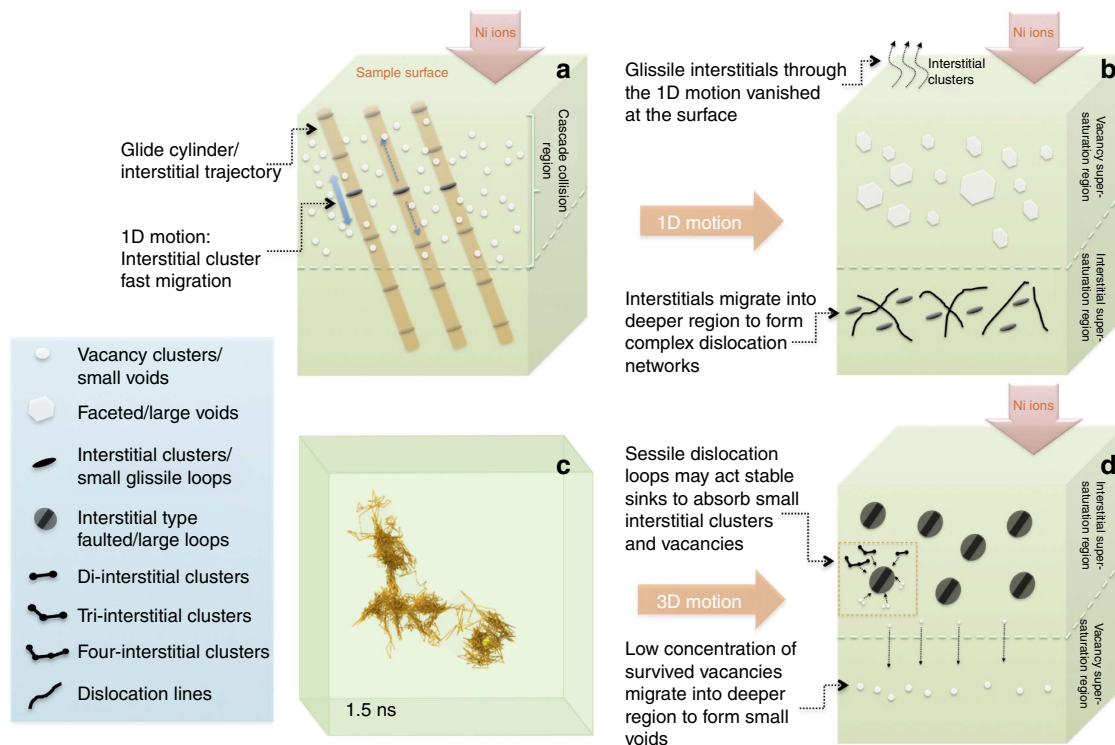 Ni ions
Sample surface
a
Glide cylinder/
interstitial trajectory
1D motion:
Interstitial cluster
fast migration
Cascade collision
region
Ni ions
b
Glissile interstitials through
the 1D motion vanished
at the surface
Interstitial
clusters
Vacancy super-
saturation region
1D motion
Interstitials migrate into
deeper region to form
complex dislocation
networks
Interstitial super-
saturation region
Vacancy clusters/
small voids
Faceted/large voids
Interstitial clusters/
small glissile loops
Interstitial type
faulted/large loops
Di-interstitial clusters
Tri-interstitial clusters
Four-interstitial clusters
Dislocation lines
c
1.5 ns
Ni ions
d
Sessile dislocation
loops may act stable
sinks to absorb small
interstitial clusters
and vacancies
Interstitial super-
saturation region
3D motion
Low concentration of
survived vacancies
migrate into deeper
region to form small
voids
Vacancy super-
saturation region